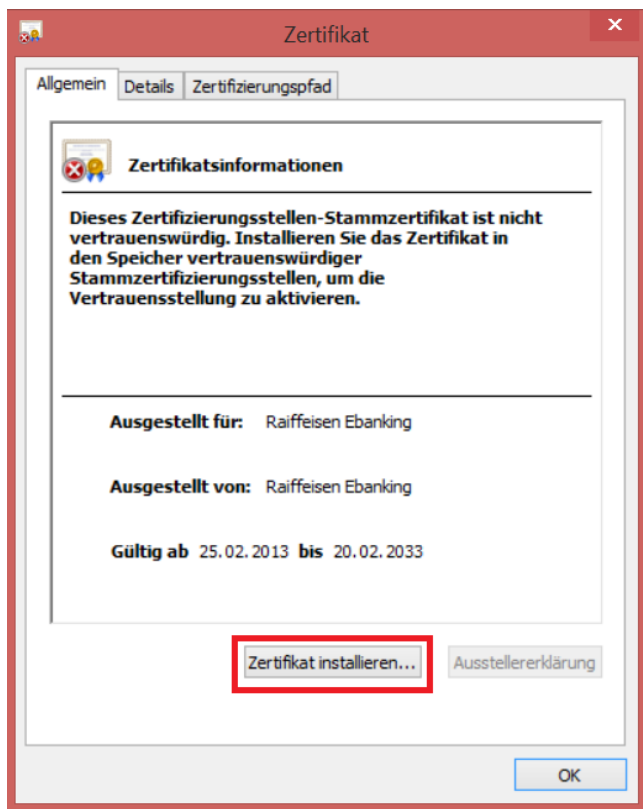 Zertifikat
Allgemein Details Zertifizierungspfad
Zertifikatsinformationen
Dieses Zertifizierungsstellen-Stammzertifikat ist nicht
vertrauenswürdig. Installieren Sie das Zertifikat in
den Speicher vertrauenswürdiger
Stammzertifizierungsstellen, um die
Vertrauensstellung zu aktivieren.
Ausgestellt für: Raiffeisen Ebanking
Ausgestellt von: Raiffeisen Ebanking
Gültig ab 25.02.2013 bis 20.02.2033
Zertifikat installieren... Ausstellererklärung
OK